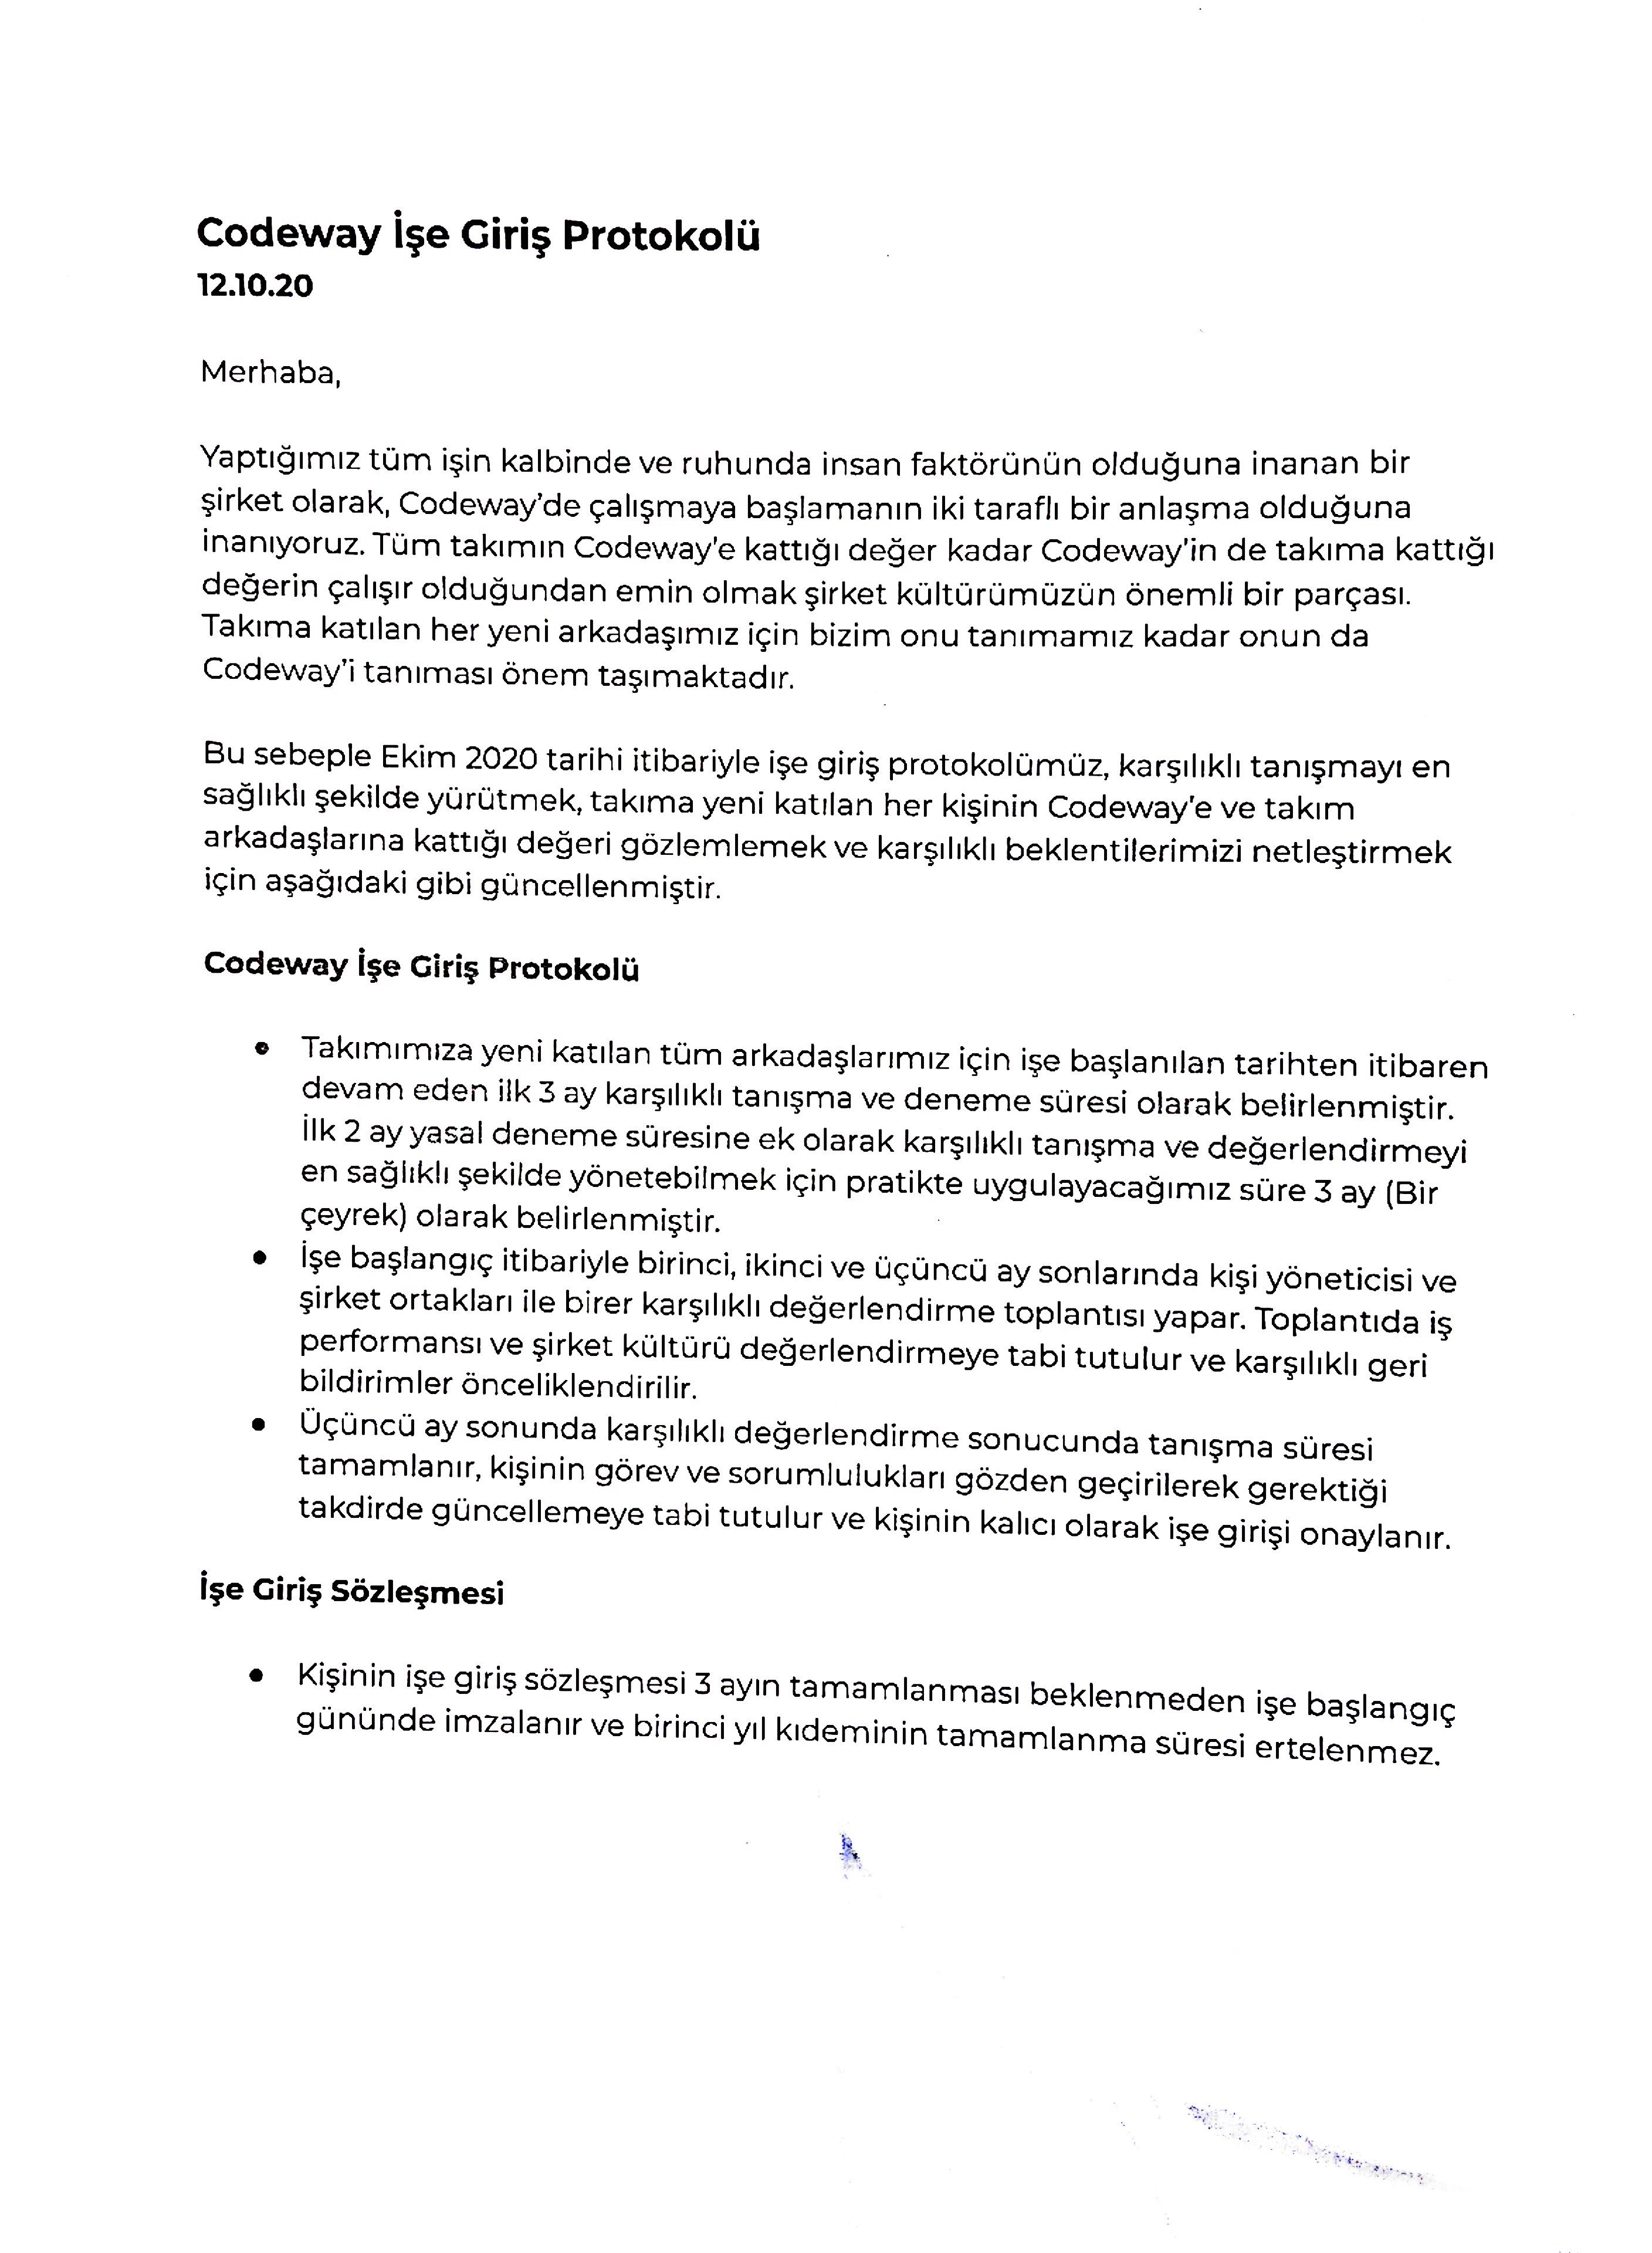 Codeway İşe Giriş Protokolü
12.10.20
Merhaba,
Yaptığımız tüm işin kalbinde ve ruhunda insan faktörünün olduğuna inanan bir
şirket olarak, Codeway’de çalışmaya başlamanın iki taraflı bir anlaşma olduğuna
inanıyoruz. Tüm takımın Codeway'e kattığı değer kadar Codeway'in de takıma kattığı
değerin çalışır olduğundan emin olmak şirket kültürümüzün önemli bir parçası.
Takıma katılan her yeni arkadaşımız için bizim onu tanımamız kadar onun da
Codeway’i tanıması önem taşımaktadır.
Bu sebeple Ekim 2020 tarihi itibariyle işe giriş protokolümüz, karşılıklı tanışmayı en
sağlıklı şekilde yürütmek, takıma yeni katılan her kişinin Codeway'e ve takım
arkadaşlarına kattığı değeri gözlemlemek ve karşılıklı beklentilerimizi netleştirmek
için aşağıdaki gibi güncellenmiştir.
Codeway İşe Giriş Protokolü
● Takımımıza yeni katılan tüm arkadaşlarımız için işe başlanılan tarihten itibaren
devam eden ilk 3 ay karşılıklı tanışma ve deneme süresi olarak belirlenmiştir.
İlk 2 ay yasal deneme süresine ek olarak karşılıklı tanışma ve değerlendirmeyi
en sağlıklı şekilde yönetebilmek için pratikte uygulayacağımız süre 3 ay (Bir
çeyrek) olarak belirlenmiştir.
● İşe başlangıç itibariyle birinci, ikinci ve üçüncü ay sonlarında kişi yöneticisi ve
şirket ortakları ile birer karşılıklı değerlendirme toplantısı yapar. Toplantıda iş
performansı ve şirket kültürü değerlendirmeye tabi tutulur ve karşılıklı geri
bildirimler önceliklendirilir.
● Üçüncü ay sonunda karşılıklı değerlendirme sonucunda tanışma süresi
tamamlanır, kişinin görev ve sorumlulukları gözden geçirilerek gerektiği
takdirde güncellemeye tabi tutulur ve kişinin kalıcı olarak işe girişi onaylanır.
İşe Giriş Sözleşmesi
● Kişinin işe giriş sözleşmesi 3 ayın tamamlanması beklenmeden işe başlangıç
gününde imzalanır ve birinci yıl kıdeminin tamamlanma süresi ertelenmez.